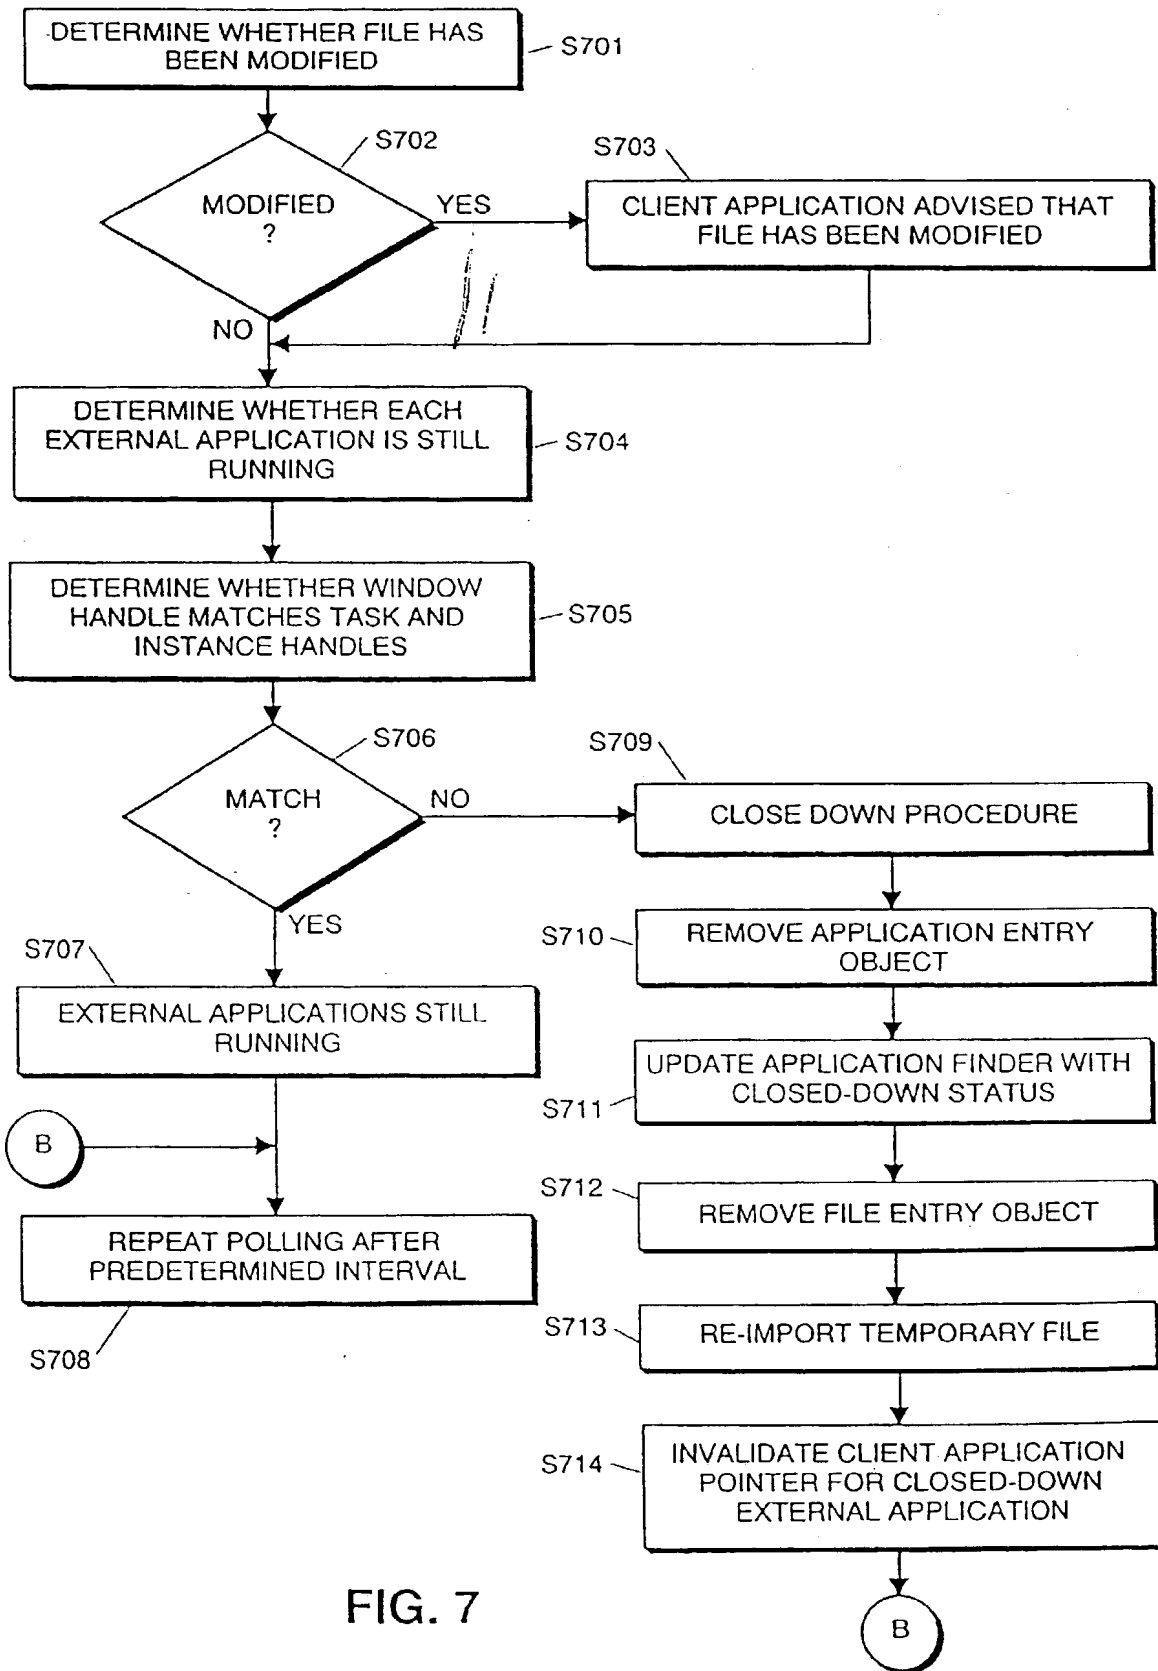 DETERMINE WHETHER FILE HAS
BEEN MODIFIED
S701
S702
MODIFIED
?
YES
NO
S703
CLIENT APPLICATION ADVISED THAT
FILE HAS BEEN MODIFIED
DETERMINE WHETHER EACH
EXTERNAL APPLICATION IS STILL
RUNNING
S704
DETERMINE WHETHER WINDOW
HANDLE MATCHES TASK AND
INSTANCE HANDLES
S705
S706
MATCH
?
NO
YES
S707
EXTERNAL APPLICATIONS STILL
RUNNING
B
REPEAT POLLING AFTER
PREDETERMINED INTERVAL
S708
S709
CLOSE DOWN PROCEDURE
S710
REMOVE APPLICATION ENTRY
OBJECT
UPDATE APPLICATION FINDER WITH
CLOSED-DOWN STATUS
S711
S712
REMOVE FILE ENTRY OBJECT
S713
RE-IMPORT TEMPORARY FILE
S714
INVALIDATE CLIENT APPLICATION
POINTER FOR CLOSED-DOWN
EXTERNAL APPLICATION
B
FIG. 7